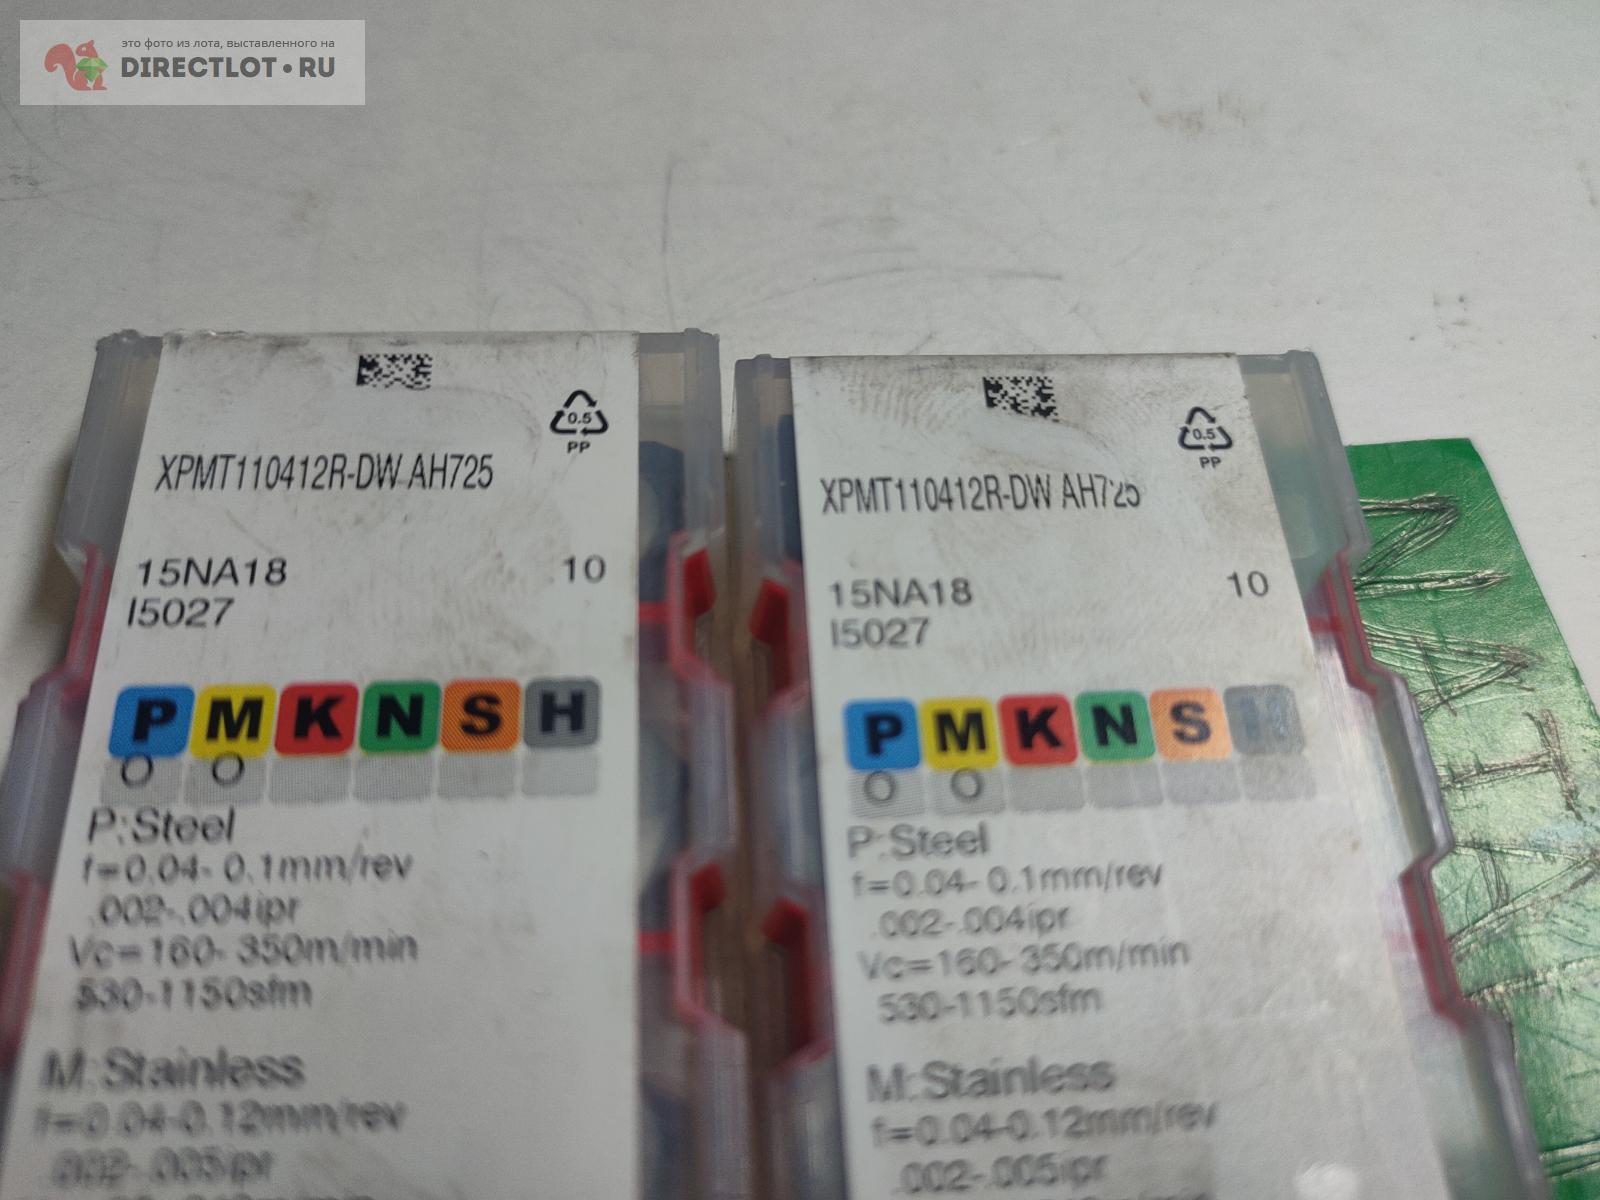 это фото из лота, выставленного на
DIRECTLOT•RU
0.5
PP
XPMT110412R-DW AH725
15NA18 10
I5027
P M K N S H
P:Steel
f=0.04-0.1mm/rev
.002-.004ipr
Vc=160-350m/min
530-1150sfm
M:Stainless
f=0.04-0.12mm/rev
.002-.005ipr
0.5
PP
XPMT110412R-DW AH725
15NA18 10
I5027
P M K N S H
P:Steel
f=0.04-0.1mm/rev
.002-.004ipr
Vc=160-350m/min
530-1150sfm
M:Stainless
f=0.04-0.12mm/rev
.002-.005ipr